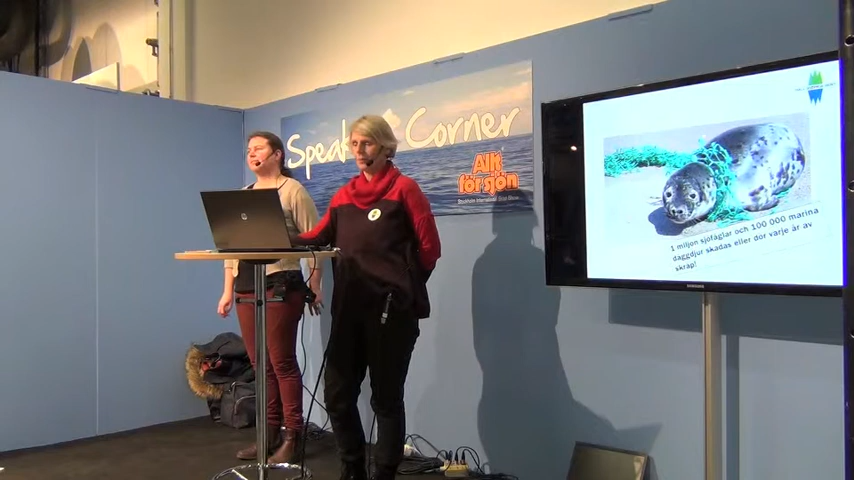 Speakers Corner
Allt
för sjön
1 miljon sjöfåglar och 100 000 marina
däggdjur skadas eller dör varje år av
skräp!
SAMSUNG